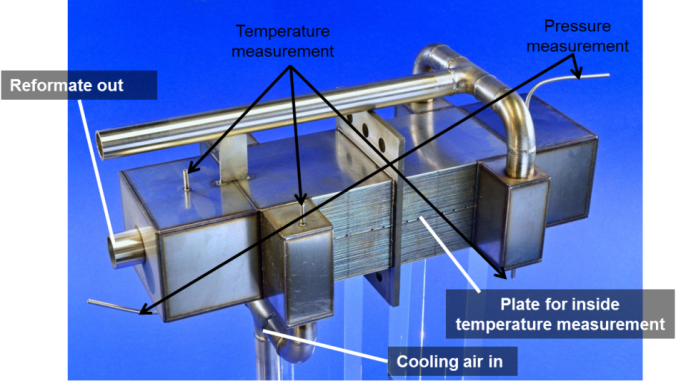 Temperature
measurement
Pressure
measurement
Reformate out
Plate for inside
temperature measurement
Cooling air in